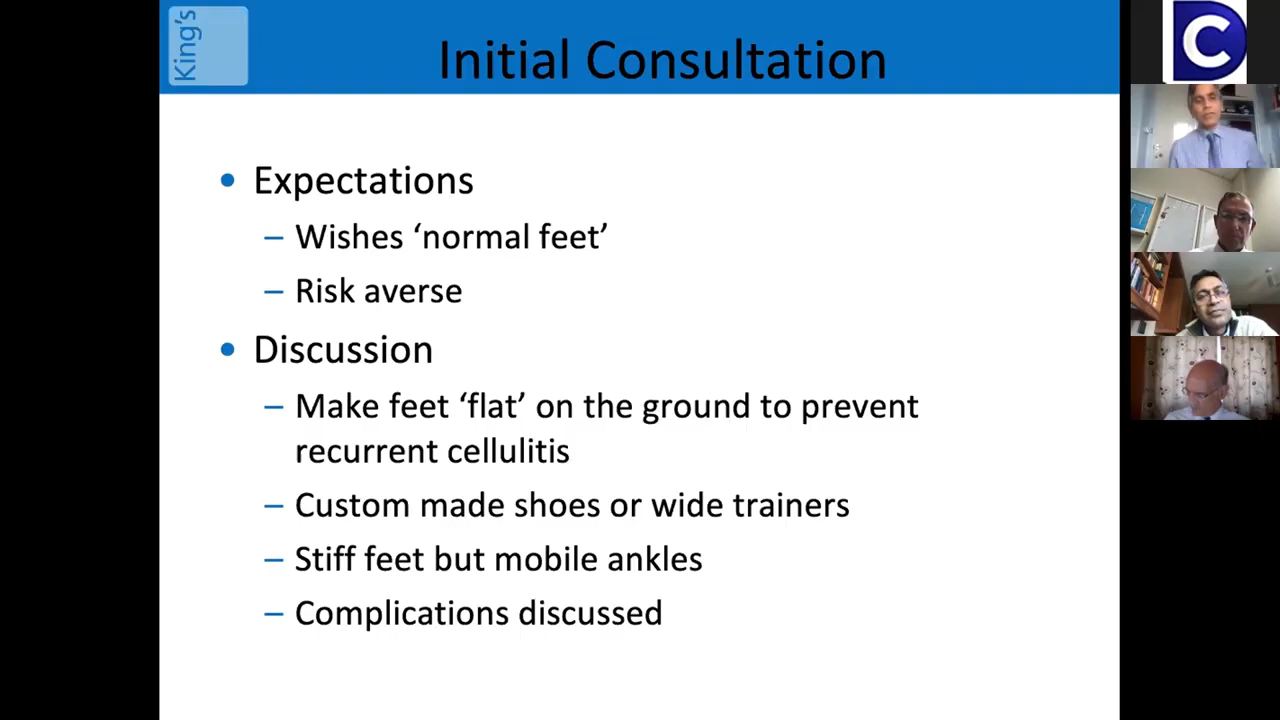 King's
Initial Consultation
• Expectations
– Wishes ‘normal feet’
– Risk averse
• Discussion
– Make feet ‘flat’ on the ground to prevent
recurrent cellulitis
– Custom made shoes or wide trainers
– Stiff feet but mobile ankles
– Complications discussed
DC